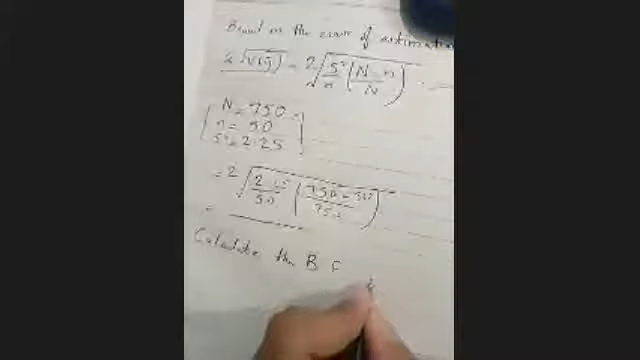 Based on the error of estimation
2 √V(ȳ) = 2 √ S²/n (N - n / N)
N = 750
n = 50
S² = 2.25
= 2 √ 2.25/50 (750 - 50 / 750)
=
Calculate the B